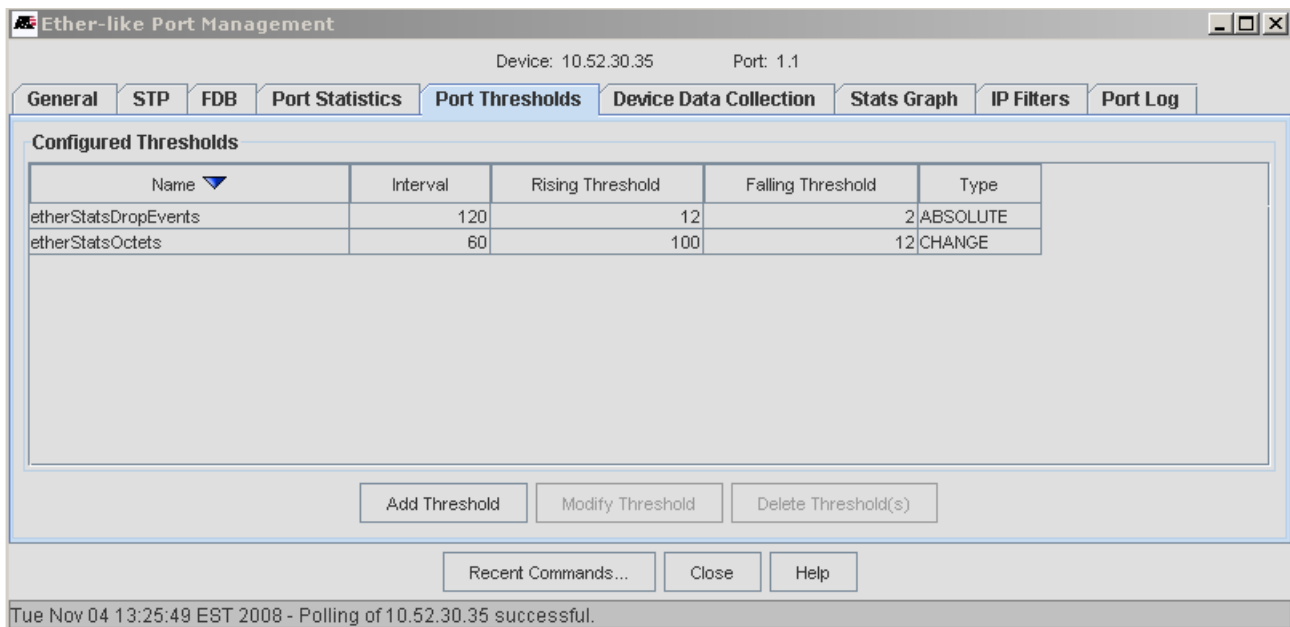 Ether-like Port Management
Device: 10.52.30.35 Port: 1.1
General STP FDB Port Statistics Port Thresholds Device Data Collection Stats Graph IP Filters Port Log
Configured Thresholds
Name Interval Rising Threshold Falling Threshold Type
etherStatsDropEvents 120 12 2 ABSOLUTE
etherStatsOctets 60 100 12 CHANGE
Add Threshold Modify Threshold Delete Threshold(s)
Recent Commands... Close Help
Tue Nov 04 13:25:49 EST 2008 - Polling of 10.52.30.35 successful.